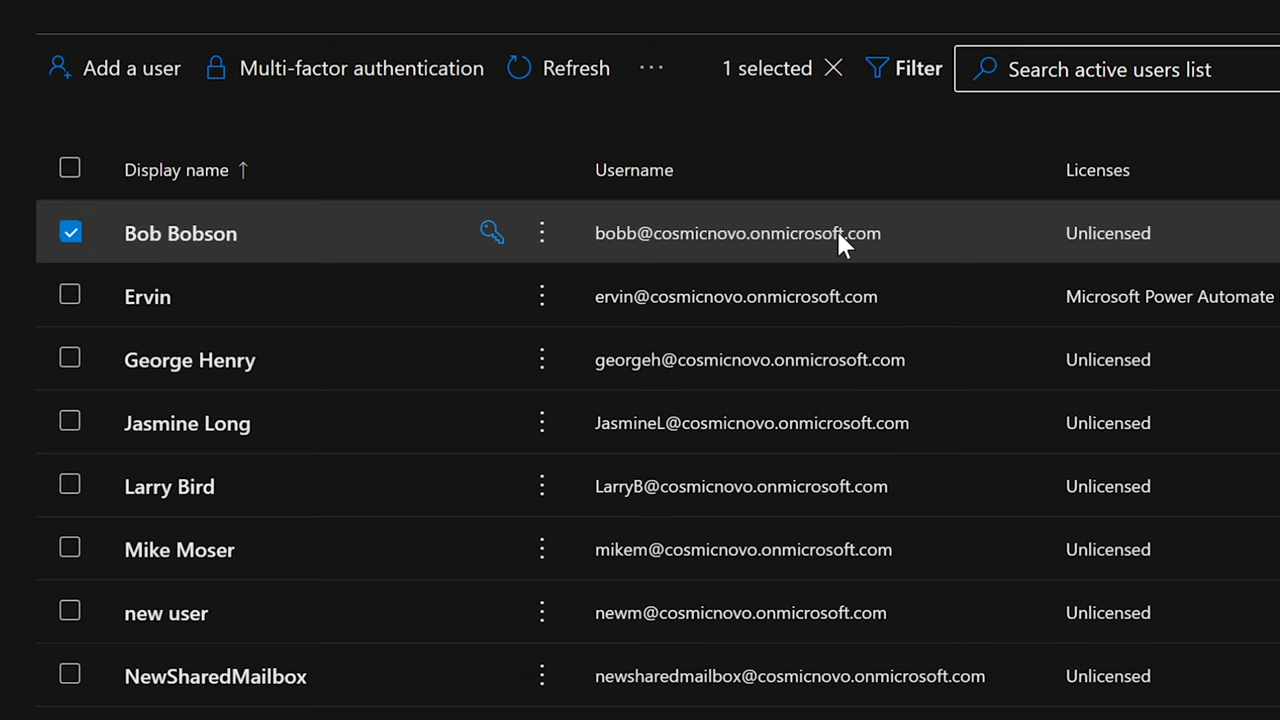 Add a user Multi-factor authentication Refresh ··· 1 selected Filter Search active users list
Display name ↑ Username Licenses
Bob Bobson bobb@cosmicnovo.onmicrosoft.com Unlicensed
Ervin ervin@cosmicnovo.onmicrosoft.com Microsoft Power Automate
George Henry georgeh@cosmicnovo.onmicrosoft.com Unlicensed
Jasmine Long JasmineL@cosmicnovo.onmicrosoft.com Unlicensed
Larry Bird LarryB@cosmicnovo.onmicrosoft.com Unlicensed
Mike Moser mikem@cosmicnovo.onmicrosoft.com Unlicensed
new user newm@cosmicnovo.onmicrosoft.com Unlicensed
NewSharedMailbox newsharedmailbox@cosmicnovo.onmicrosoft.com Unlicensed